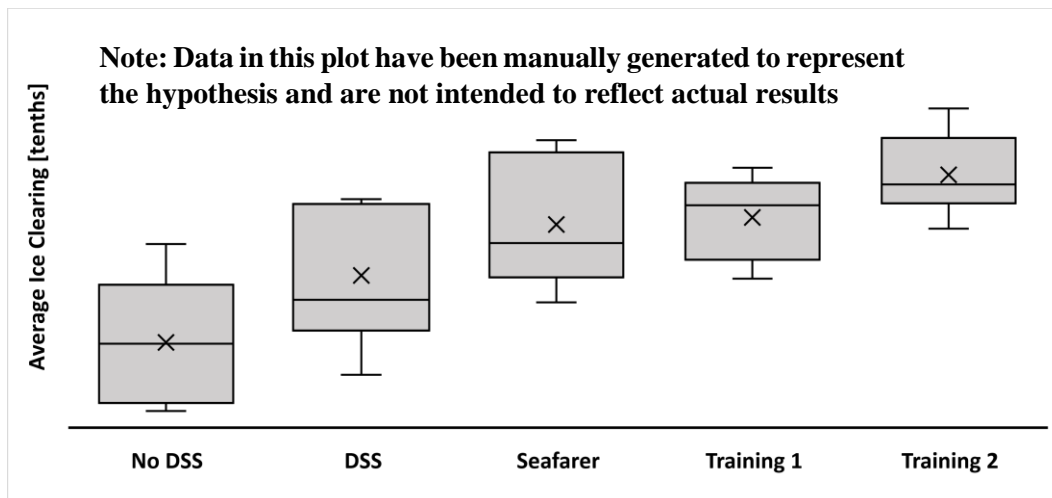 Note: Data in this plot have been manually generated to represent
the hypothesis and are not intended to reflect actual results
Average Ice Clearing [tenths]
No DSS
DSS
Seafarer
Training 1
Training 2